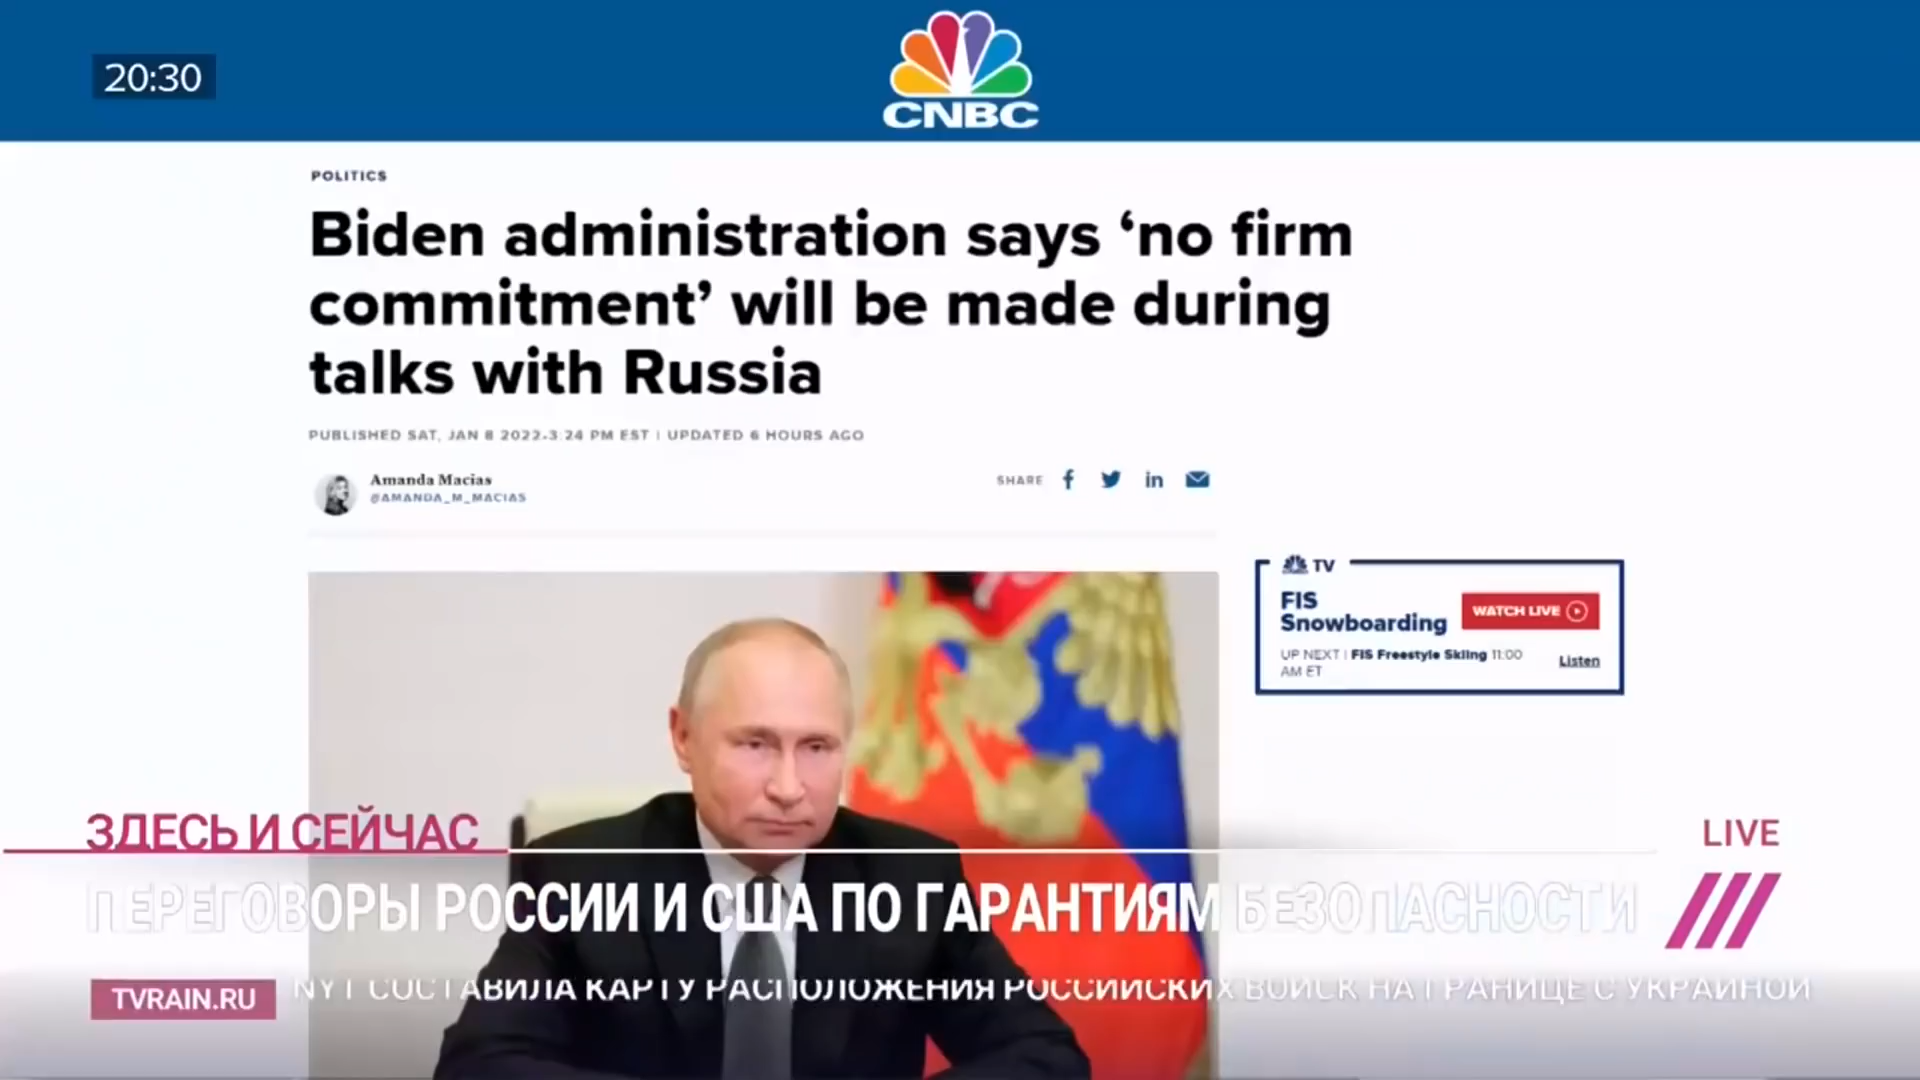 20:30
CNBC
POLITICS
Biden administration says ‘no firm
commitment’ will be made during
talks with Russia
PUBLISHED SAT, JAN 8 2022-3:24 PM EST | UPDATED 6 HOURS AGO
Amanda Macias
@AMANDA_M_MACIAS
SHARE
TV
FIS
Snowboarding
WATCH LIVE
UP NEXT | FIS Freestyle Skiing 11:00
AM ET
Listen
ЗДЕСЬ И СЕЙЧАС
LIVE
ПЕРЕГОВОРЫ РОССИИ И США ПО ГАРАНТИЯМ БЕЗОПАСНОСТИ
TVRAIN.RU
NYT СОСТАВИЛА КАРТУ РАСПОЛОЖЕНИЯ РОССИЙСКИХ ВОЙСК НА ГРАНИЦЕ С УКРАИНОЙ